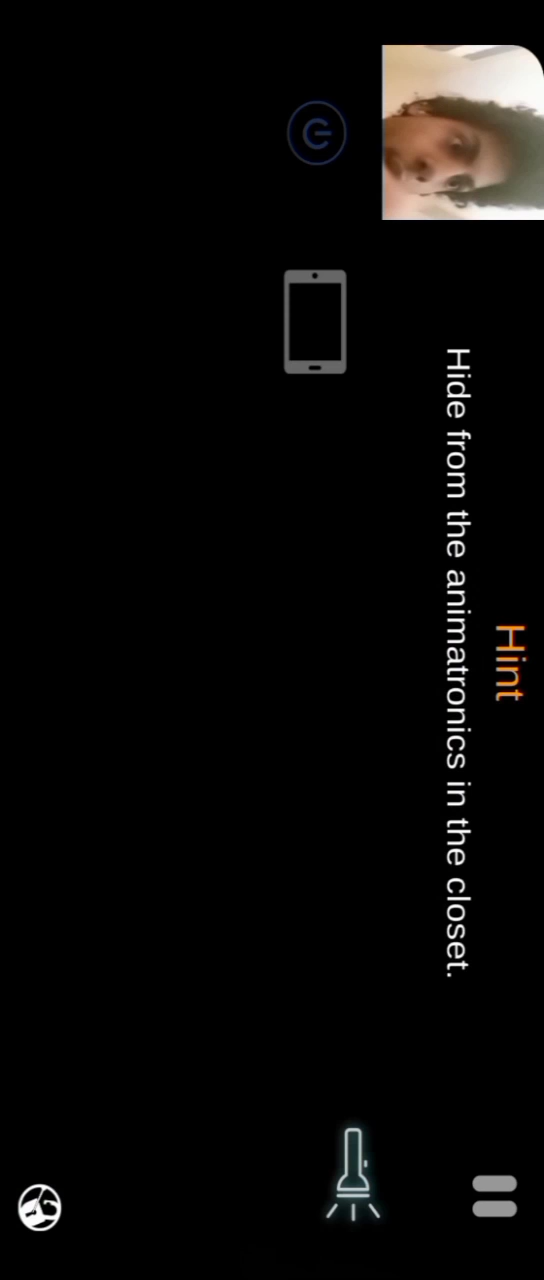 Hint
Hide from the animatronics in the closet.